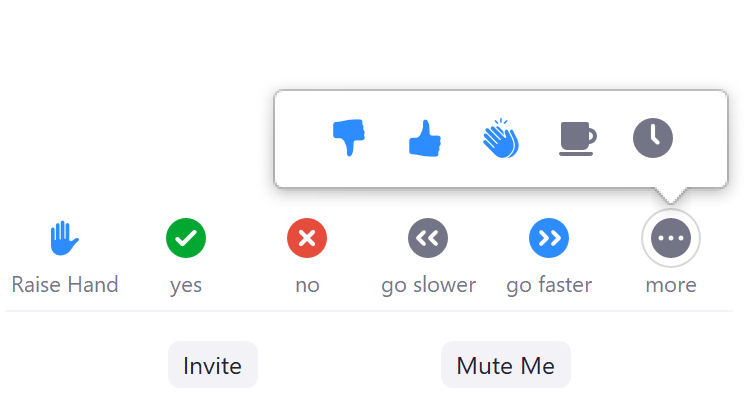 Raise Hand yes no go slower go faster more
Invite Mute Me